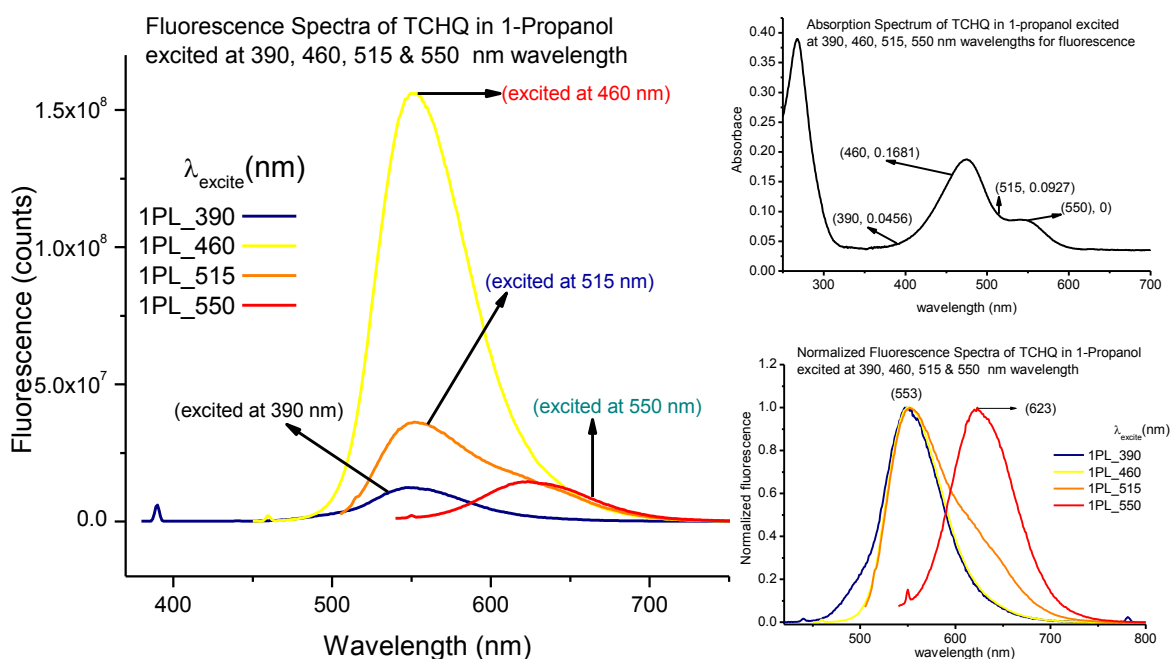 Fluorescence Spectra of TCHQ in 1-Propanol
excited at 390, 460, 515 & 550 nm wavelength
1.5x10⁸
1.0x10⁸
5.0x10⁷
0.0
Fluorescence (counts)
λexcite(nm)
1PL_390
1PL_460
1PL_515
1PL_550
(excited at 460 nm)
(excited at 515 nm)
(excited at 390 nm)
(excited at 550 nm)
400 500 600 700
Wavelength (nm)
Absorption Spectrum of TCHQ in 1-propanol excited
at 390, 460, 515, 550 nm wavelengths for fluorescence
0.40
0.35
0.30
0.25
0.20
0.15
0.10
0.05
0.00
Absorbace
(460, 0.1681)
(515, 0.0927)
(390, 0.0456)
(550), 0)
300 400 500 600 700
wavelength (nm)
Normalized Fluorescence Spectra of TCHQ in 1-Propanol
excited at 390, 460, 515 & 550 nm wavelength
1.2
1.0
0.8
0.6
0.4
0.2
0.0
Normalized fluorescence
(553)
(623)
λexcite(nm)
1PL_390
1PL_460
1PL_515
1PL_550
500 600 700 800
wavelength (nm)